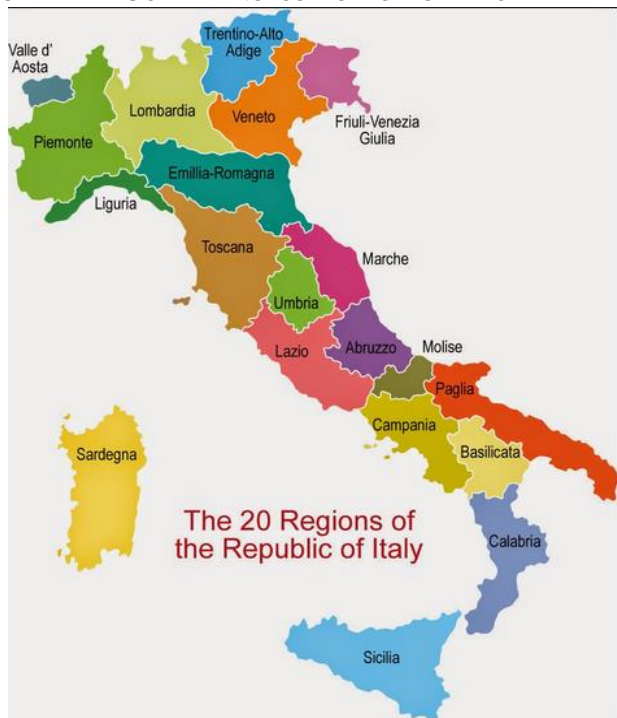 Trentino-Alto
Adige
Valle d'
Aosta
Lombardia
Veneto
Friuli-Venezia
Giulia
Piemonte
Emillia-Romagna
Liguria
Toscana
Marche
Umbria
Lazio
Abruzzo
Molise
Paglia
Campania
Basilicata
Sardegna
The 20 Regions of
the Republic of Italy
Calabria
Sicilia